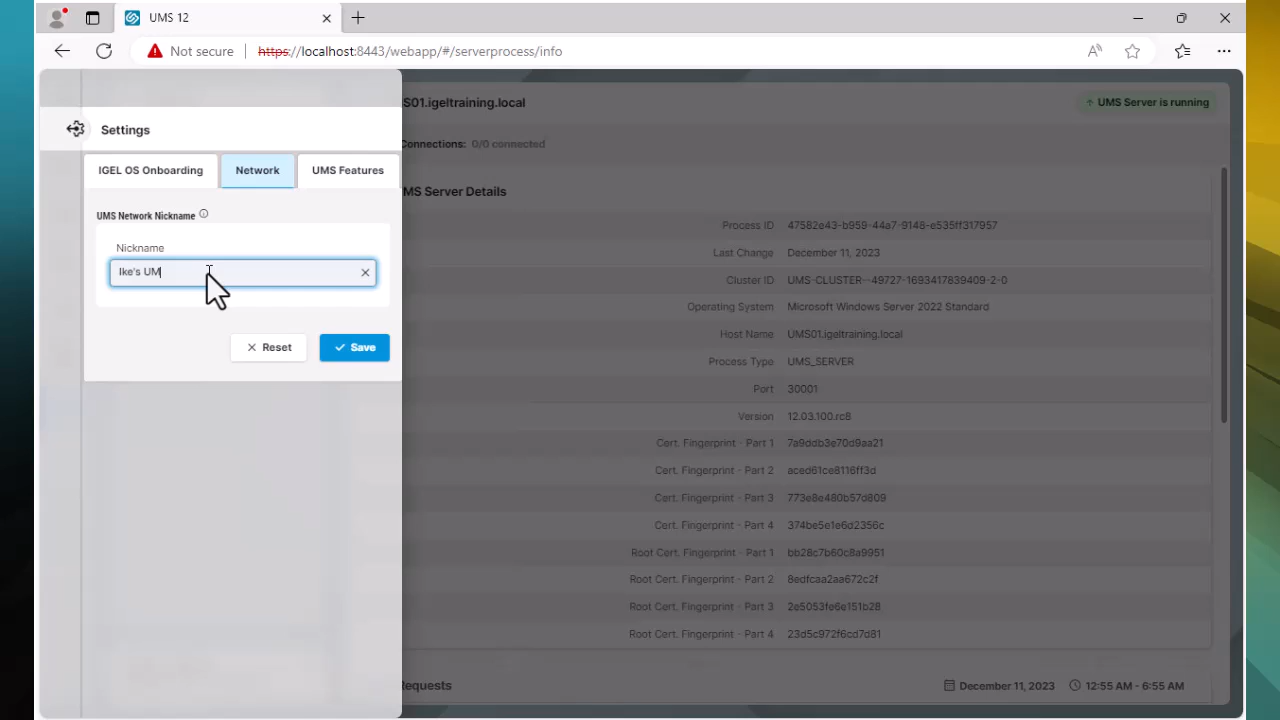 UMS 12
Not secure
https://localhost:8443/webapp/#/serverprocess/info
Settings
IGEL OS Onboarding
Network
UMS Features
UMS Network Nickname
Nickname
Ike's UM
Reset
Save
S01.igeltraining.local
UMS Server is running
Connections: 0/0 connected
MS Server Details
Process ID 47582e43-b959-44a7-9148-e535ff317957
Last Change December 11, 2023
Cluster ID UMS-CLUSTER--49727-1693417839409-2-0
Operating System Microsoft Windows Server 2022 Standard
Host Name UMS01.igeltraining.local
Process Type UMS_SERVER
Port 30001
Version 12.03.100.rc8
Cert. Fingerprint - Part 1 7a9ddb3e70d9aa21
Cert. Fingerprint - Part 2 aced61ce8116ff3d
Cert. Fingerprint - Part 3 773e8e480b57d809
Cert. Fingerprint - Part 4 374be5e1e6d2356c
Root Cert. Fingerprint - Part 1 bb28c7b60c8a9951
Root Cert. Fingerprint - Part 2 8edfcaa2aa672c2f
Root Cert. Fingerprint - Part 3 2e5053fe6e151b28
Root Cert. Fingerprint - Part 4 23d5c972f6cd7d81
Requests
December 11, 2023
12:55 AM - 6:55 AM